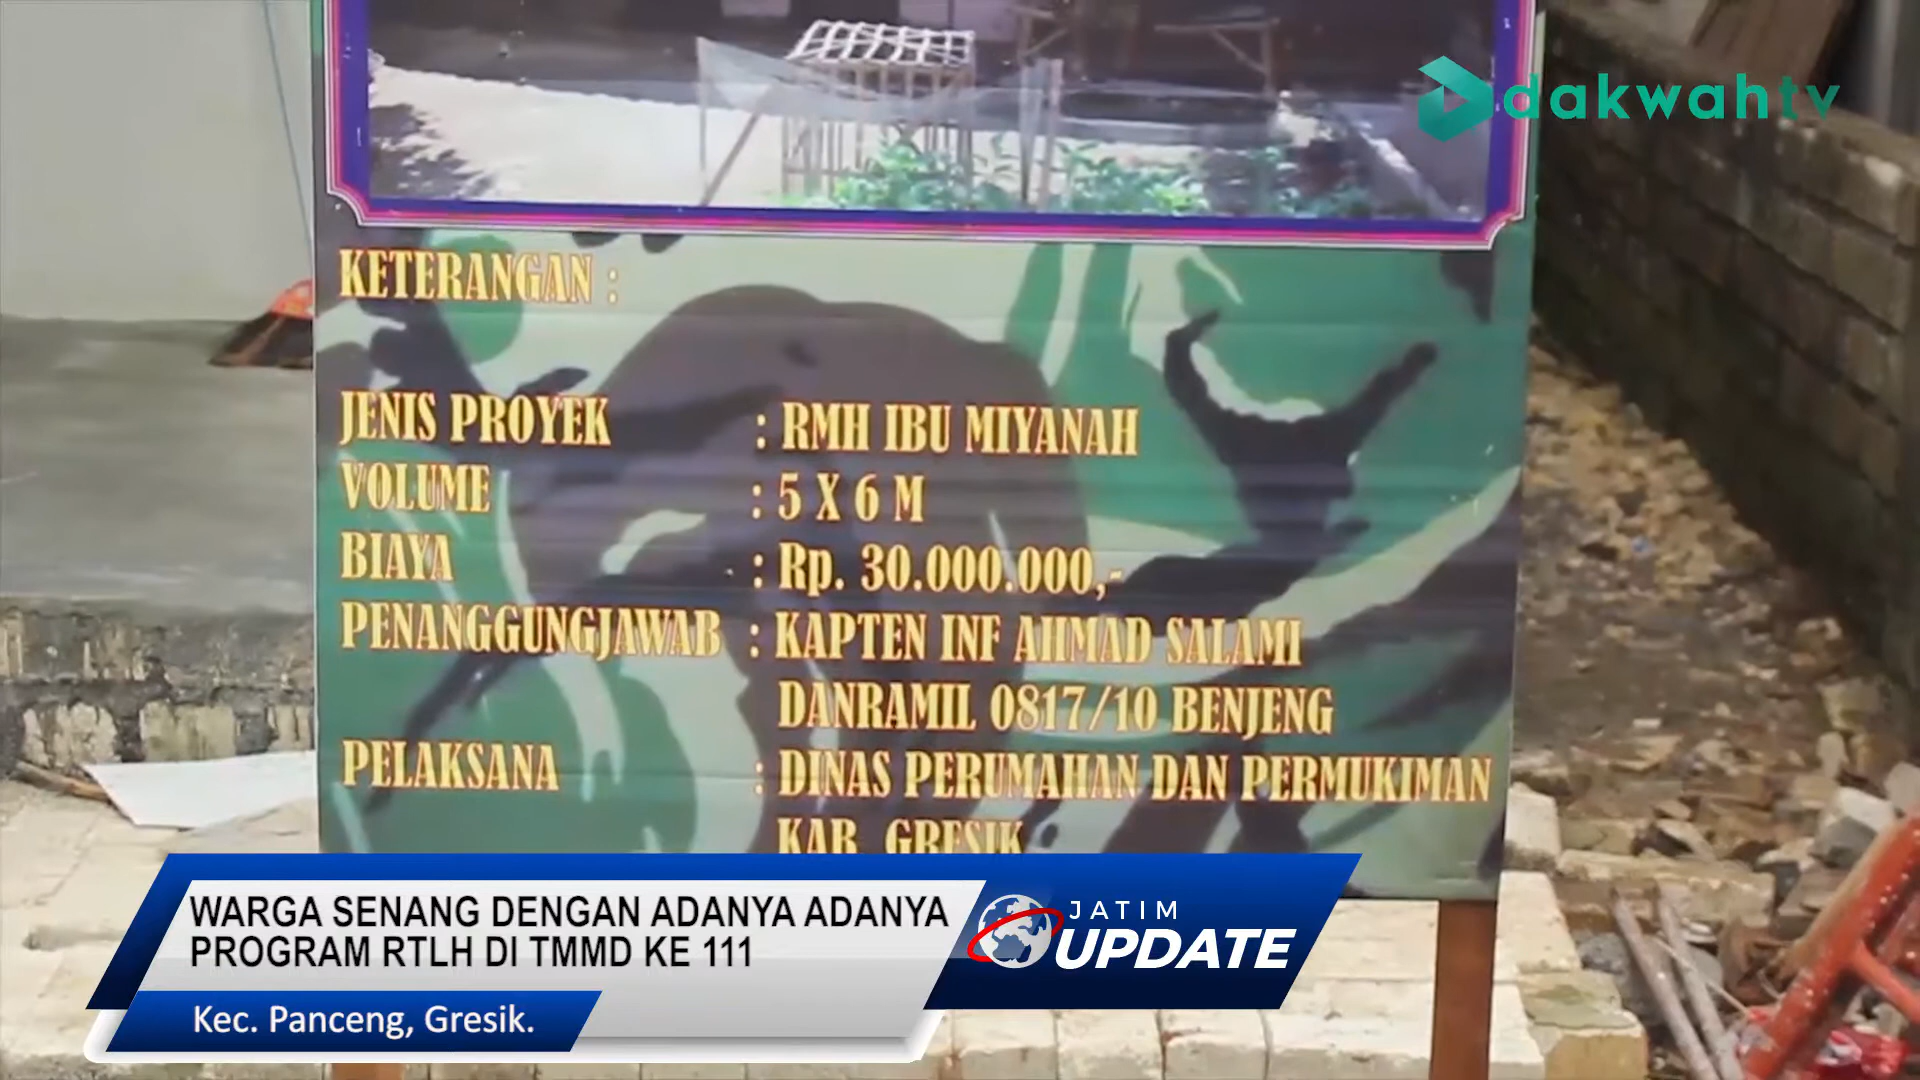 dakwahtv
KETERANGAN :
JENIS PROYEK : RMH IBU MIYANAH
VOLUME : 5 X 6 M
BIAYA : Rp. 30.000.000,-
PENANGGUNGJAWAB : KAPTEN INF AHMAD SALAMI
DANRAMIL 0817/10 BENJENG
PELAKSANA : DINAS PERUMAHAN DAN PERMUKIMAN
KAB. GRESIK
WARGA SENANG DENGAN ADANYA ADANYA
PROGRAM RTLH DI TMMD KE 111
JATIM
UPDATE
Kec. Panceng, Gresik.